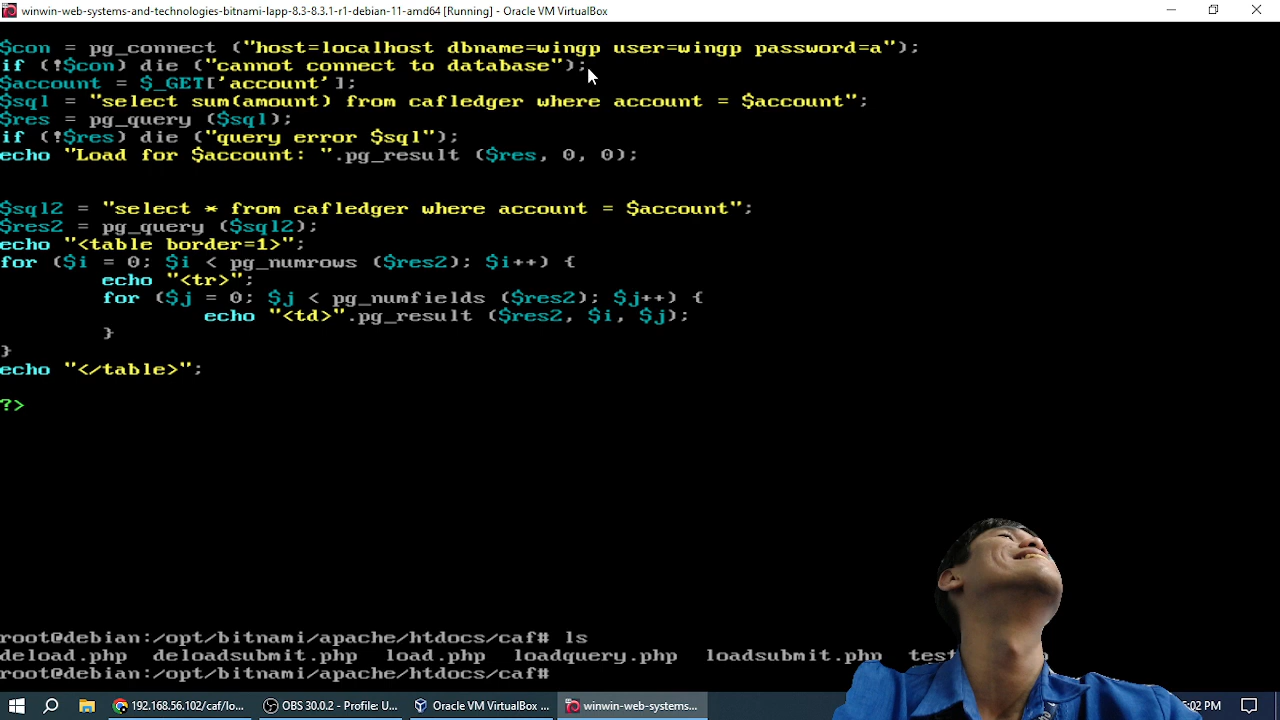 winwin-web-systems-and-technologies-bitnami-lapp-8.3-8.3.1-r1-debian-11-amd64 [Running] - Oracle VM VirtualBox
$con = pg_connect ("host=localhost dbname=wingp user=wingp password=a");
if (!$con) die ("cannot connect to database");
$account = $_GET['account'];
$sql = "select sum(amount) from cafledger where account = $account";
$res = pg_query ($sql);
if (!$res) die ("query error $sql");
echo "Load for $account: ".pg_result ($res, 0, 0);
$sql2 = "select * from cafledger where account = $account";
$res2 = pg_query ($sql2);
echo "<table border=1>";
for ($i = 0; $i < pg_numrows ($res2); $i++) {
echo "<tr>";
for ($j = 0; $j < pg_numfields ($res2); $j++) {
echo "<td>".pg_result ($res2, $i, $j);
}
}
echo "</table>";
?>
root@debian:/opt/bitnami/apache/htdocs/caf# ls
deload.php deloadsubmit.php load.php loadquery.php loadsubmit.php
root@debian:/opt/bitnami/apache/htdocs/caf#
192.168.56.102/caf/lo... OBS 30.0.2 - Profile: U... Oracle VM VirtualBox ... winwin-web-systems...